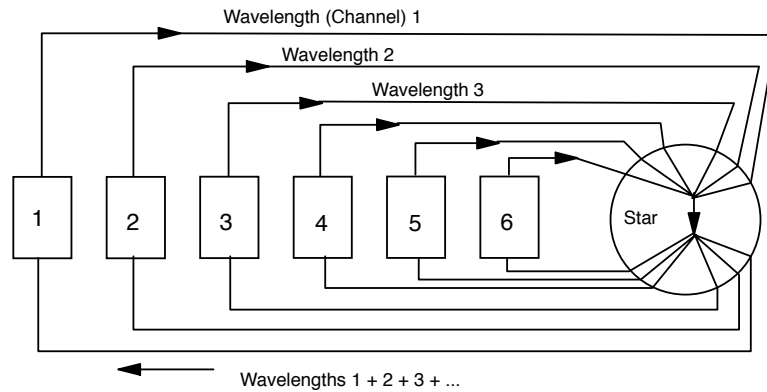 Wavelength (Channel) 1
Wavelength 2
Wavelength 3
1
2
3
4
5
6
Star
Wavelengths 1 + 2 + 3 + ...